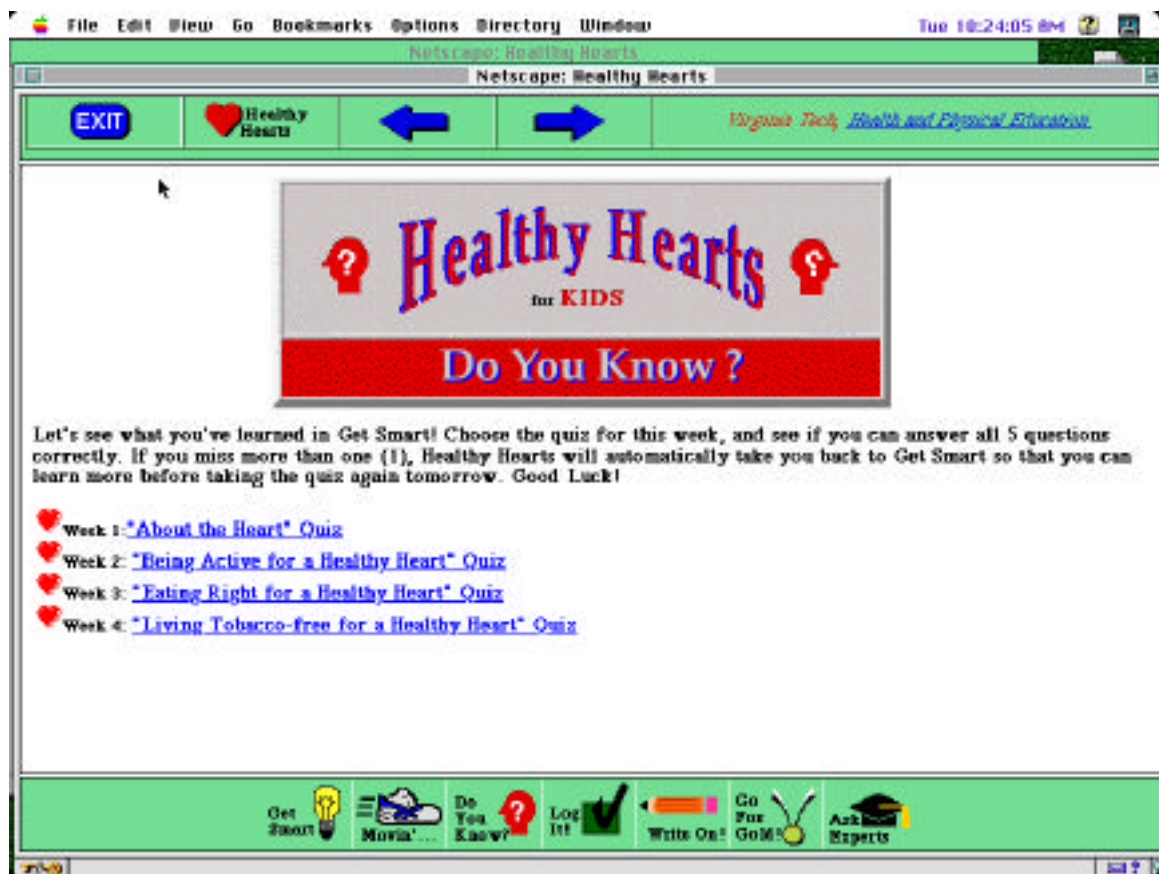 File Edit View Go Bookmarks Options Directory Window Tue 10:24:05 AM
Netscape: Healthy Hearts
Netscape: Healthy Hearts
EXIT Healthy Hearts Virginia Tech, Health and Physical Education
Healthy Hearts
for KIDS
Do You Know ?
Let's see what you've learned in Get Smart! Choose the quiz for this week, and see if you can answer all 5 questions
correctly. If you miss more than one (1), Healthy Hearts will automatically take you back to Get Smart so that you can
learn more before taking the quiz again tomorrow. Good Luck!
Week 1: "About the Heart" Quiz
Week 2: "Being Active for a Healthy Heart" Quiz
Week 3: "Eating Right for a Healthy Heart" Quiz
Week 4: "Living Tobacco-free for a Healthy Heart" Quiz
Get Smart
Movin'....
Do You Know?
Log It!
Write On!
Go For Gold!
Ask Experts